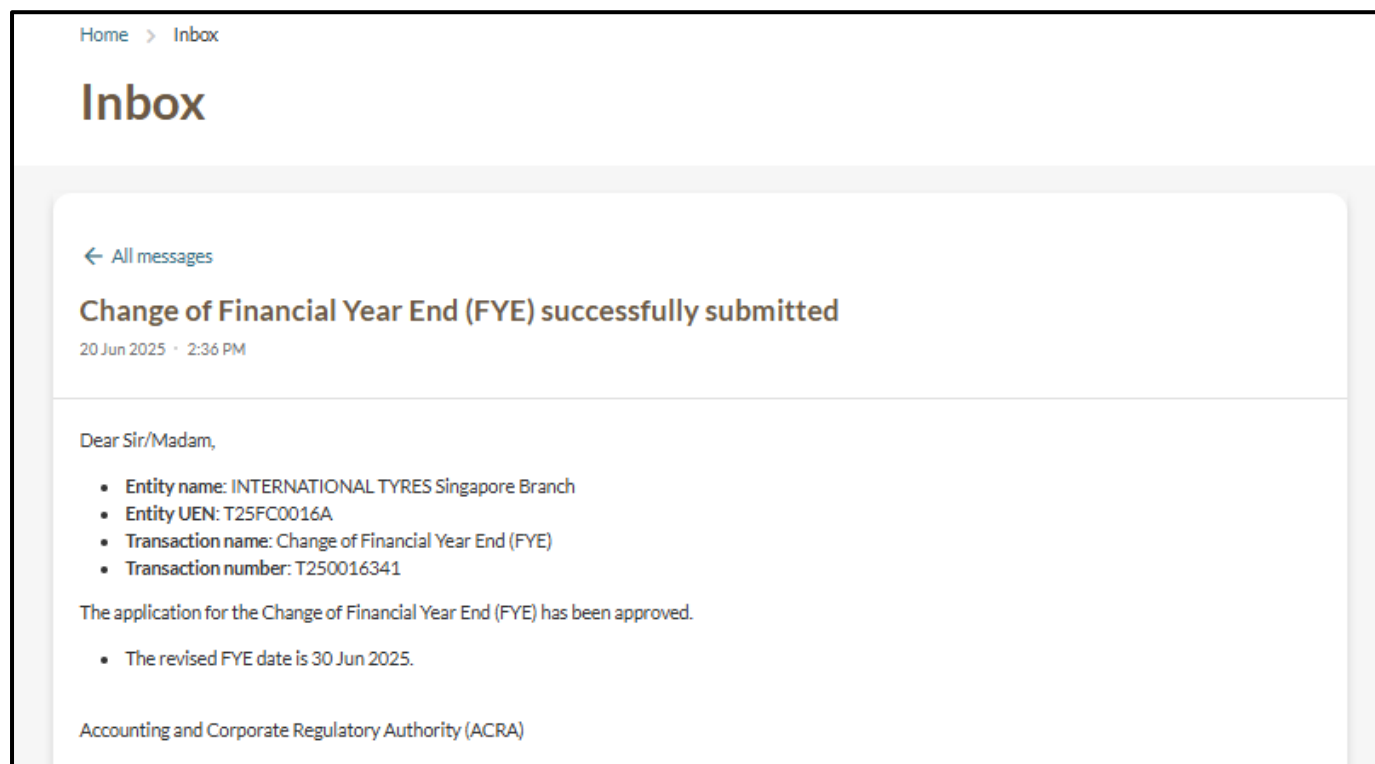 Home > Inbox
Inbox
← All messages
Change of Financial Year End (FYE) successfully submitted
20 Jun 2025 · 2:36 PM
Dear Sir/Madam,
• Entity name: INTERNATIONAL TYRES Singapore Branch
• Entity UEN: T25FC0016A
• Transaction name: Change of Financial Year End (FYE)
• Transaction number: T250016341
The application for the Change of Financial Year End (FYE) has been approved.
• The revised FYE date is 30 Jun 2025.
Accounting and Corporate Regulatory Authority (ACRA)